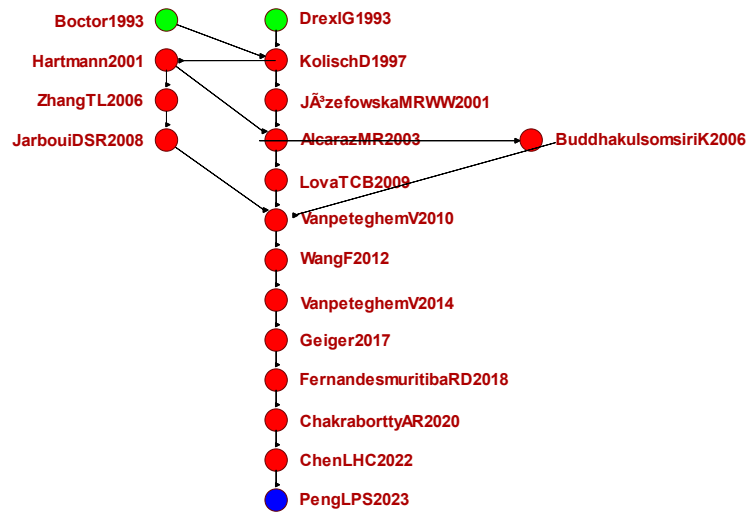 Boctor1993
DrexlG1993
Hartmann2001
KolischD1997
ZhangTL2006
JÃ³zefowskaMRWW2001
JarbouiDSR2008
AlcarazMR2003
BuddhakulsomsiriK2006
LovaTCB2009
VanpeteghemV2010
WangF2012
VanpeteghemV2014
Geiger2017
FernandesmuritibaRD2018
ChakraborttyAR2020
ChenLHC2022
PengLPS2023